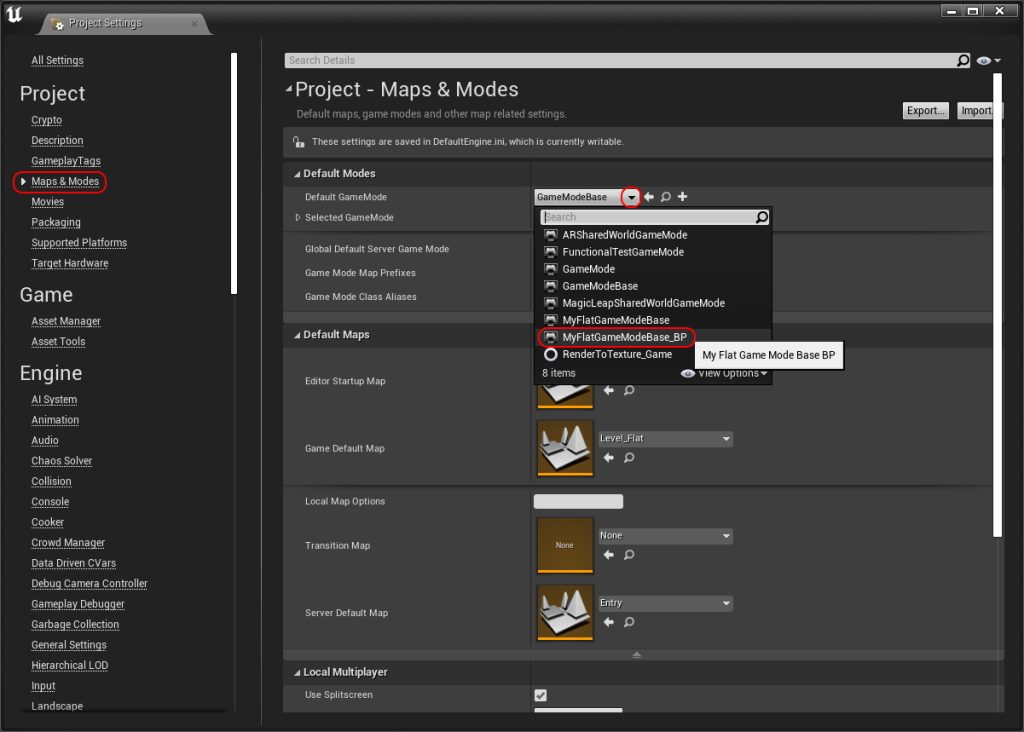 Project Settings
All Settings
Project
Crypto
Description
GameplayTags
Maps & Modes
Movies
Packaging
Supported Platforms
Target Hardware
Game
Asset Manager
Asset Tools
Engine
AI System
Animation
Audio
Chaos Solver
Collision
Console
Cooker
Crowd Manager
Data Driven CVars
Debug Camera Controller
Gameplay Debugger
Garbage Collection
General Settings
Hierarchical LOD
Input
Landscape
Search Details
Project - Maps & Modes
Default maps, game modes and other map related settings.
Export...
Import
These settings are saved in DefaultEngine.ini, which is currently writable.
Default Modes
Default GameMode
GameModeBase
Selected GameMode
Search
ARSharedWorldGameMode
FunctionalTestGameMode
GameMode
GameModeBase
MagicLeapSharedWorldGameMode
MyFlatGameModeBase
MyFlatGameModeBase_BP
RenderToTexture_Game
8 items
View Options
My Flat Game Mode Base BP
Global Default Server Game Mode
Game Mode Map Prefixes
Game Mode Class Aliases
Default Maps
Editor Startup Map
Game Default Map
Level_Flat
Local Map Options
Transition Map
None
None
Server Default Map
Entry
Local Multiplayer
Use Splitscreen